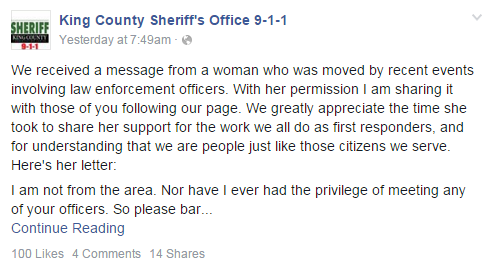 SHERIFF
KING COUNTY
9-1-1
King County Sheriff's Office 9-1-1
Yesterday at 7:49am ·
We received a message from a woman who was moved by recent events
involving law enforcement officers. With her permission I am sharing it
with those of you following our page. We greatly appreciate the time she
took to share her support for the work we all do as first responders, and
for understanding that we are people just like those citizens we serve.
Here's her letter:
I am not from the area. Nor have I ever had the privilege of meeting any
of your officers. So please bar...
Continue Reading
100 Likes 4 Comments 14 Shares